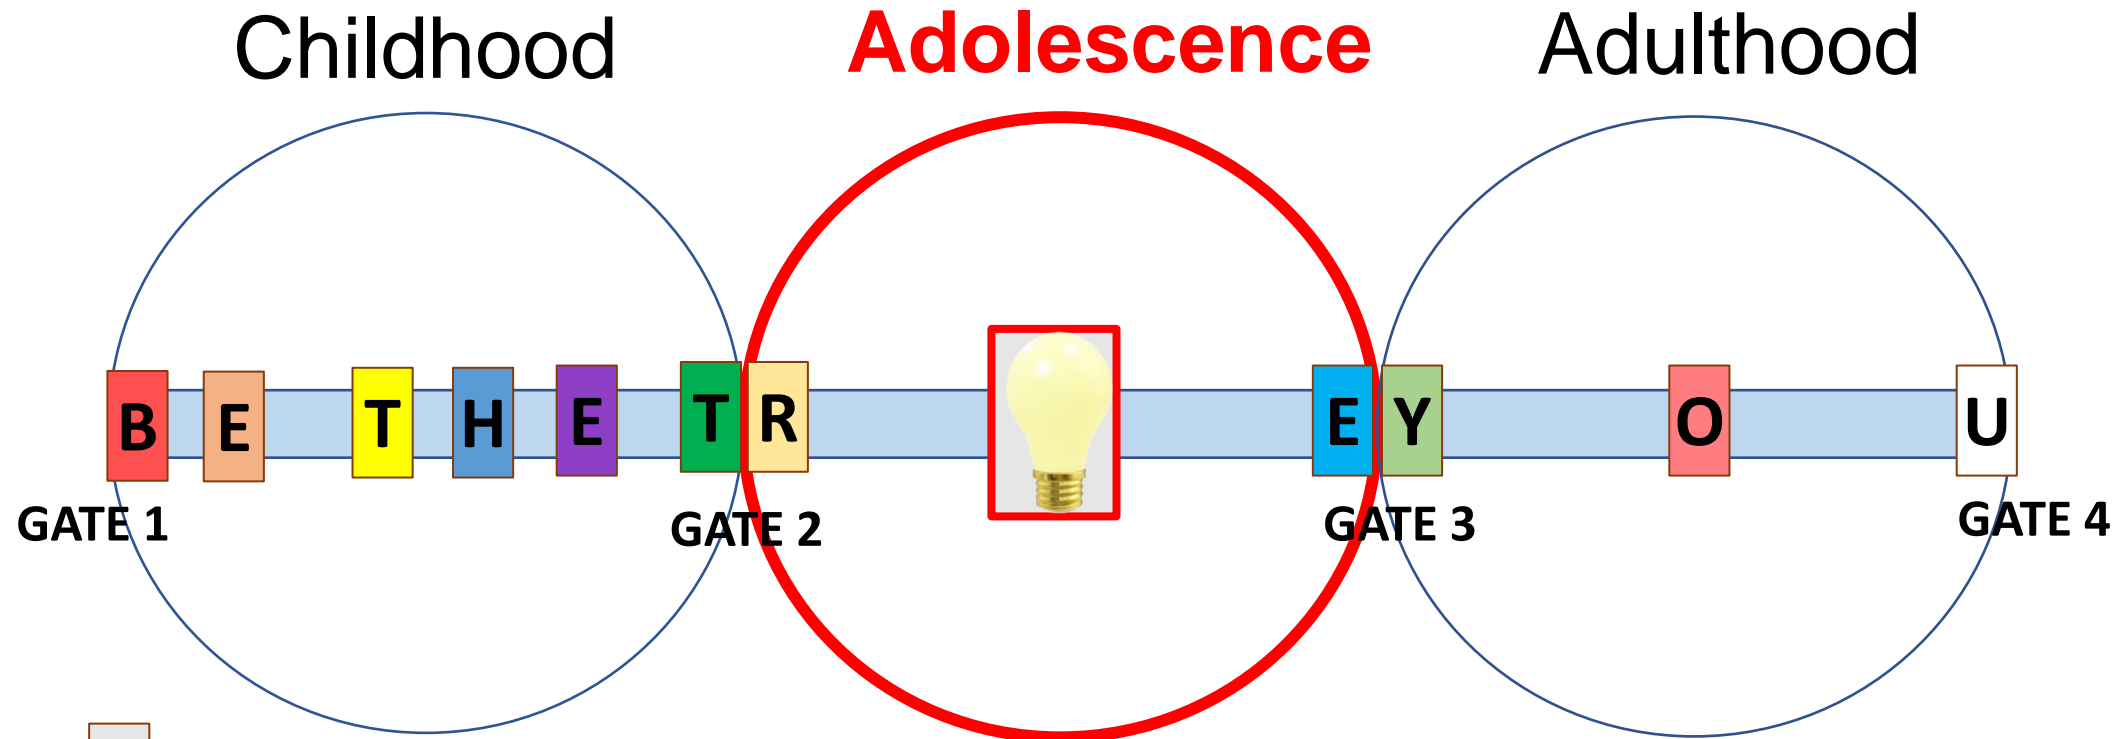 Childhood Adolescence Adulthood
B E T H E T R E Y O U
GATE 1 GATE 2 GATE 3 GATE 4